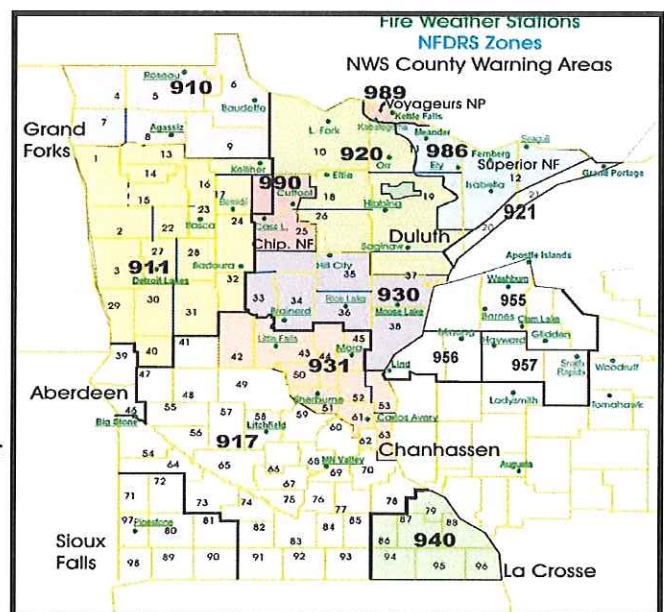 Fire Weather Stations
NFDRS Zones
NWS County Warning Areas
989
Voyageurs NP
Kettle Falls
Kabetogama
Roseau
910
4 5 6
Baudette
7 8 9
Agassiz
Grand
Forks
L. Fork
Meander
986
Seagull
Fernberg
Superior NF
10
920
Orr
11
Ely
12
Isabella
Grand Portage
1
13
14
Kelliher
990
Effie
Cutfoot
18
19
20
21
921
16
17
15
23
Bemidji
Hibbing
26
2
22
Itasca
24
Cass L.
25
Chip. NF
Saginaw
Duluth
27
28
Hill City
35
37
Apostle Islands
3
911
Detroit Lakes
Badoura
32
33
34
Rice Lake
36
930
Moose Lake
38
Washburn
955
Barnes
Clam Lake
29
30
31
Brainerd
956
Hayward
Glidden
957
Woodruff
39
40
41
42
Little Falls
43
44
45
Mora
Lind
Ladysmith
Tomahawk
47
931
Aberdeen
48
49
50
52
53
46
Big Stone
55
57
58
Sherburne
51
59
60
61
Carlos Avery
56
917
Litchfield
62
63
Chanhassen
54
64
65
66
68
MN Valley
69
70
Augusta
67
71
72
73
74
75
76
77
78
79
Sioux
Falls
97
Pipestone
80
81
82
83
84
85
86
87
88
940
98
89
90
91
92
93
94
95
96
La Crosse